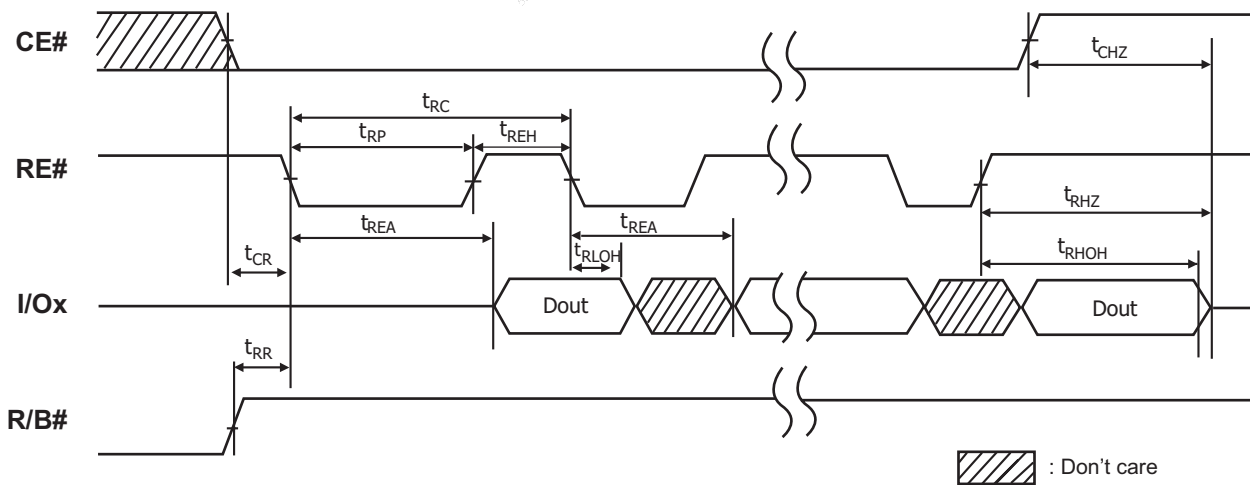 CE#
tCHZ
tRC
tRP
tREH
RE#
tREA
tREA
tRHZ
tCR
tRLOH
tRHOH
I/Ox
Dout
Dout
tRR
R/B#
: Don't care